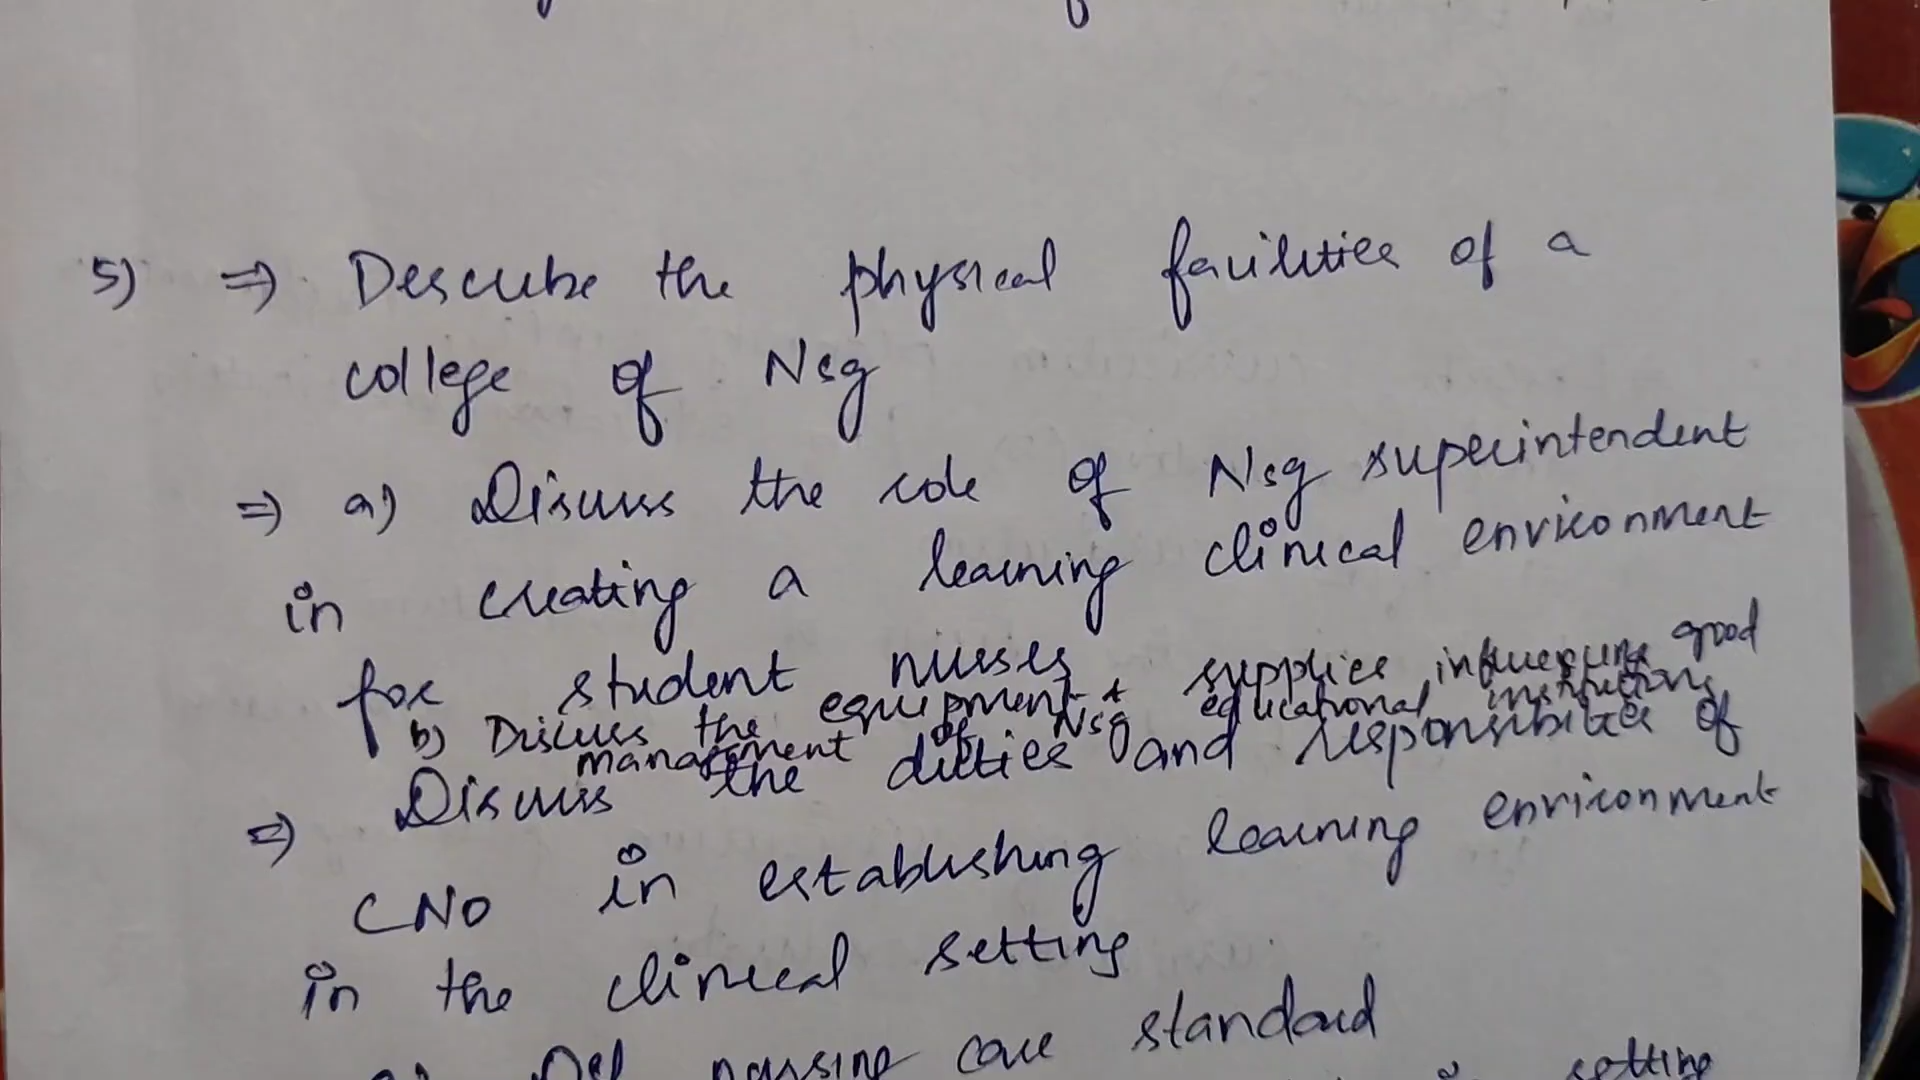 5) ⇒ Describe the physical facilities of a
college of Nsg
⇒ a) Discuss the role of Nsg superintendent
in creating a learning clinical environment
for student nurses
b) Discuss the equipment & supplies influencing good
management of Nsg educational institutions
⇒ Discuss the duties and responsibilites of
CNO in establishing learning environment
in the clinical setting
nursing care standard
setting